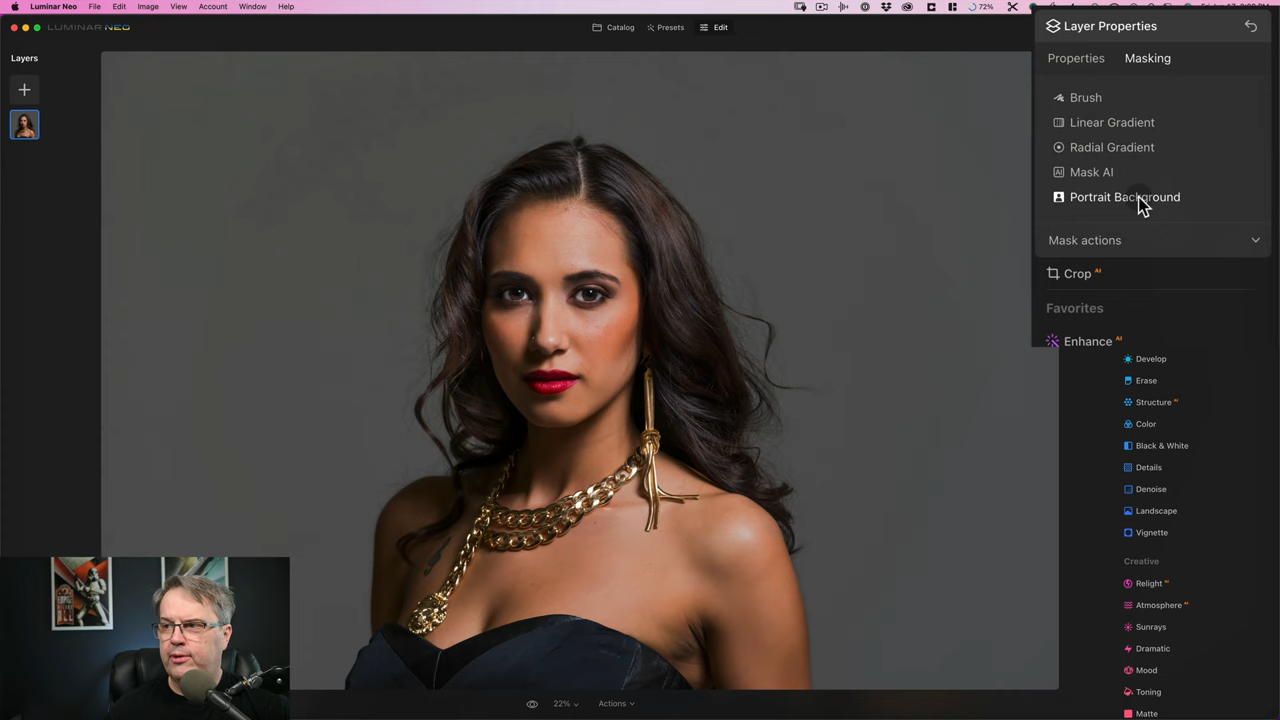 Luminar Neo File Edit Image View Account Window Help 72%
LUMINAR NEO
Catalog Presets Edit
Layers
Layer Properties
Properties Masking
Brush
Linear Gradient
Radial Gradient
AI Mask AI
Portrait Background
Mask actions
Crop AI
Favorites
Enhance AI
Develop
Erase
Structure AI
Color
Black & White
Details
Denoise
Landscape
Vignette
Creative
Relight AI
Atmosphere AI
Sunrays
Dramatic
Mood
Toning
Matte
22% Actions